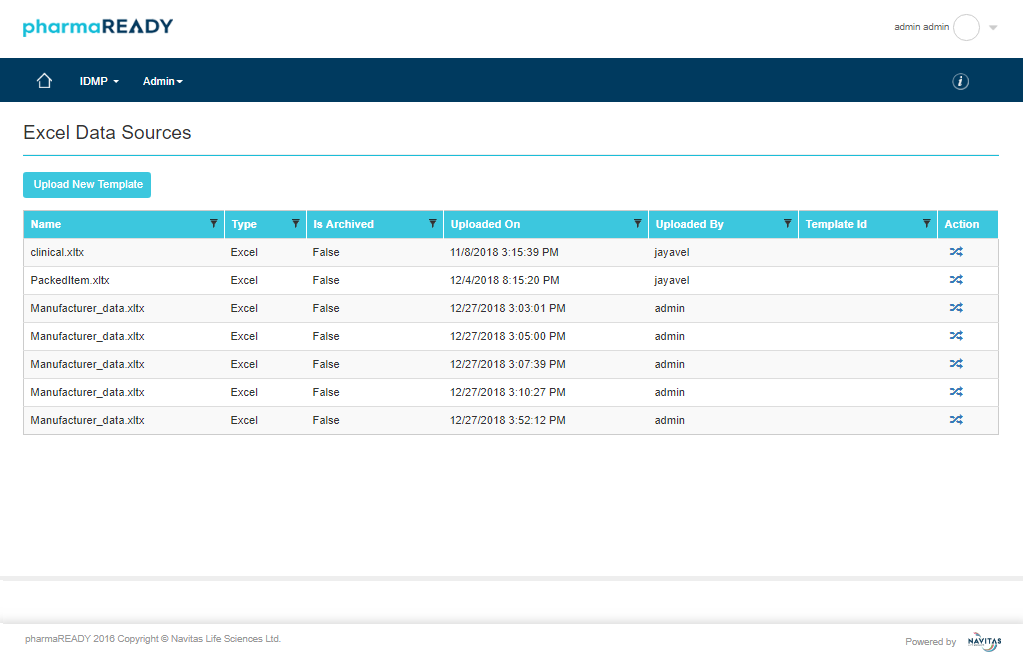 pharmaREADY
admin admin
IDMP Admin
Excel Data Sources
Upload New Template
Name Type Is Archived Uploaded On Uploaded By Template Id Action
clinical.xltx Excel False 11/8/2018 3:15:39 PM jayavel
PackedItem.xltx Excel False 12/4/2018 8:15:20 PM jayavel
Manufacturer_data.xltx Excel False 12/27/2018 3:03:01 PM admin
Manufacturer_data.xltx Excel False 12/27/2018 3:05:00 PM admin
Manufacturer_data.xltx Excel False 12/27/2018 3:07:39 PM admin
Manufacturer_data.xltx Excel False 12/27/2018 3:10:27 PM admin
Manufacturer_data.xltx Excel False 12/27/2018 3:52:12 PM admin
pharmaREADY 2016 Copyright © Navitas Life Sciences Ltd.
Powered by NAVITAS